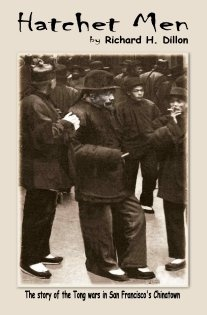 Hatchet Men
by Richard H. Dillon
The story of the Tong wars in San Francisco's Chinatown